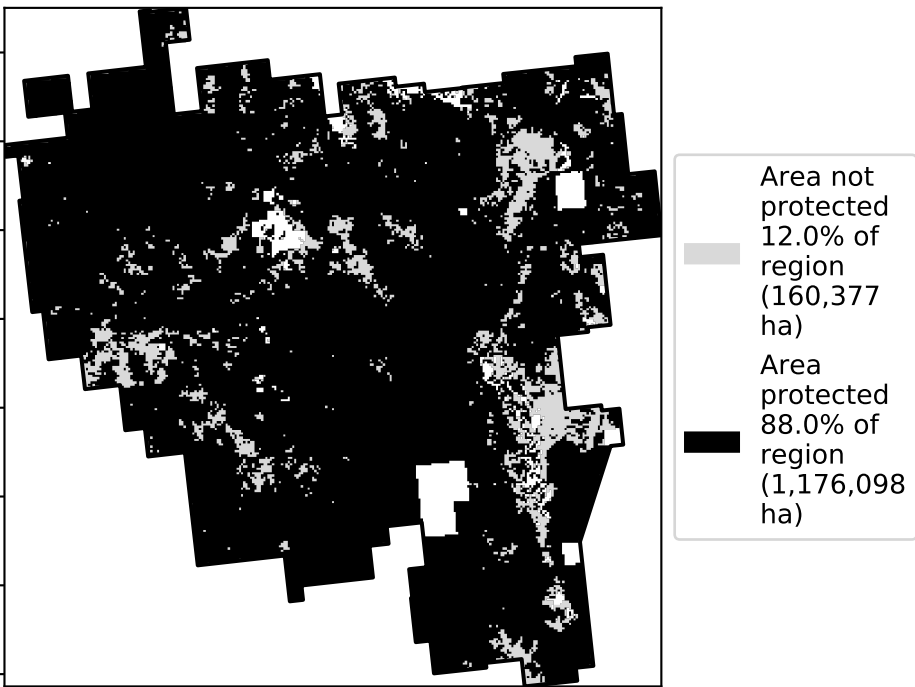 Area not
protected
12.0% of
region
(160,377
ha)
Area
protected
88.0% of
region
(1,176,098
ha)